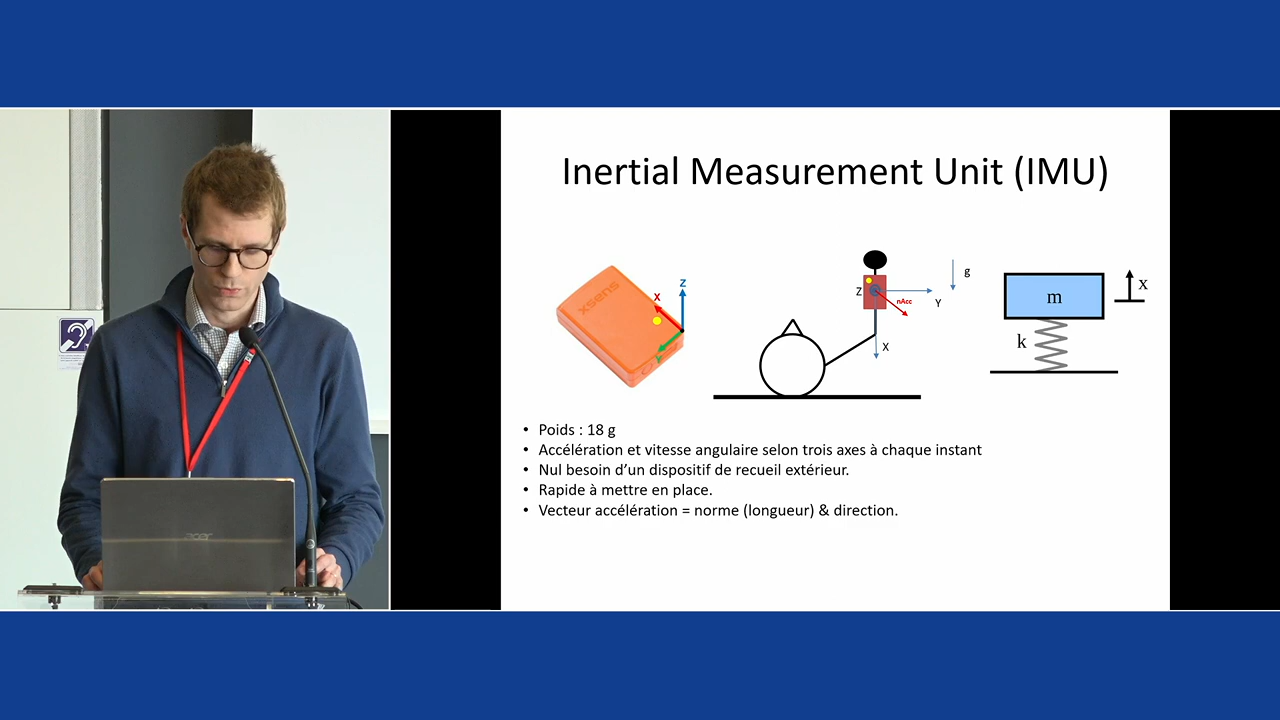 Inertial Measurement Unit (IMU)
xsens
X
Z
Y
g
Z
Y
nAcc
X
m
k
x
• Poids : 18 g
• Accélération et vitesse angulaire selon trois axes à chaque instant
• Nul besoin d’un dispositif de recueil extérieur.
• Rapide à mettre en place.
• Vecteur accélération = norme (longueur) & direction.
acer